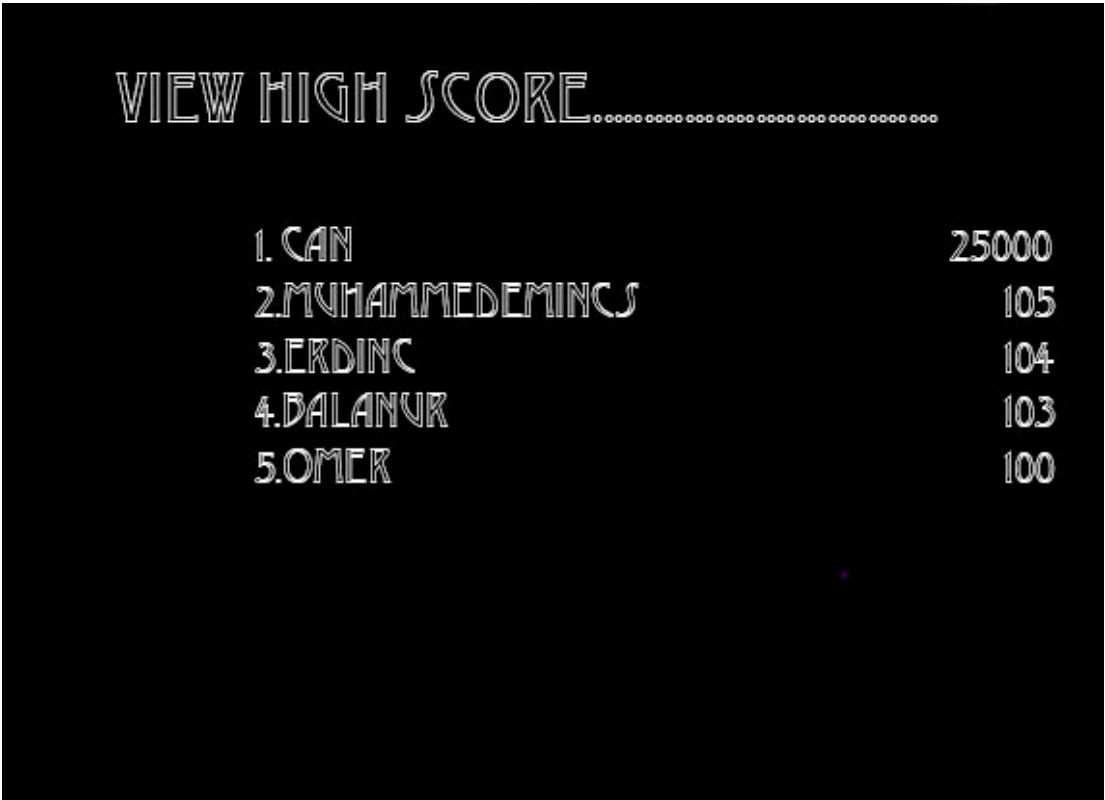 VIEW HIGH SCORE..................................
1. CAN 25000
2.MUHAMMEDEMINCS 105
3.ERDINC 104
4.BALANUR 103
5.OMER 100